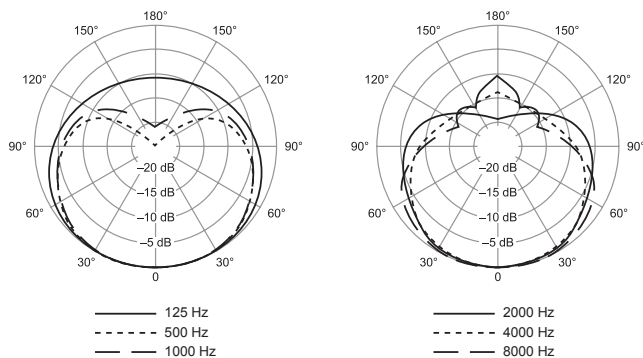 180°
150° 150°
120° 120°
90° 90°
60° 60°
30° 30°
0
–20 dB
–15 dB
–10 dB
–5 dB
125 Hz
500 Hz
1000 Hz
180°
150° 150°
120° 120°
90° 90°
60° 60°
30° 30°
0
–20 dB
–15 dB
–10 dB
–5 dB
2000 Hz
4000 Hz
8000 Hz